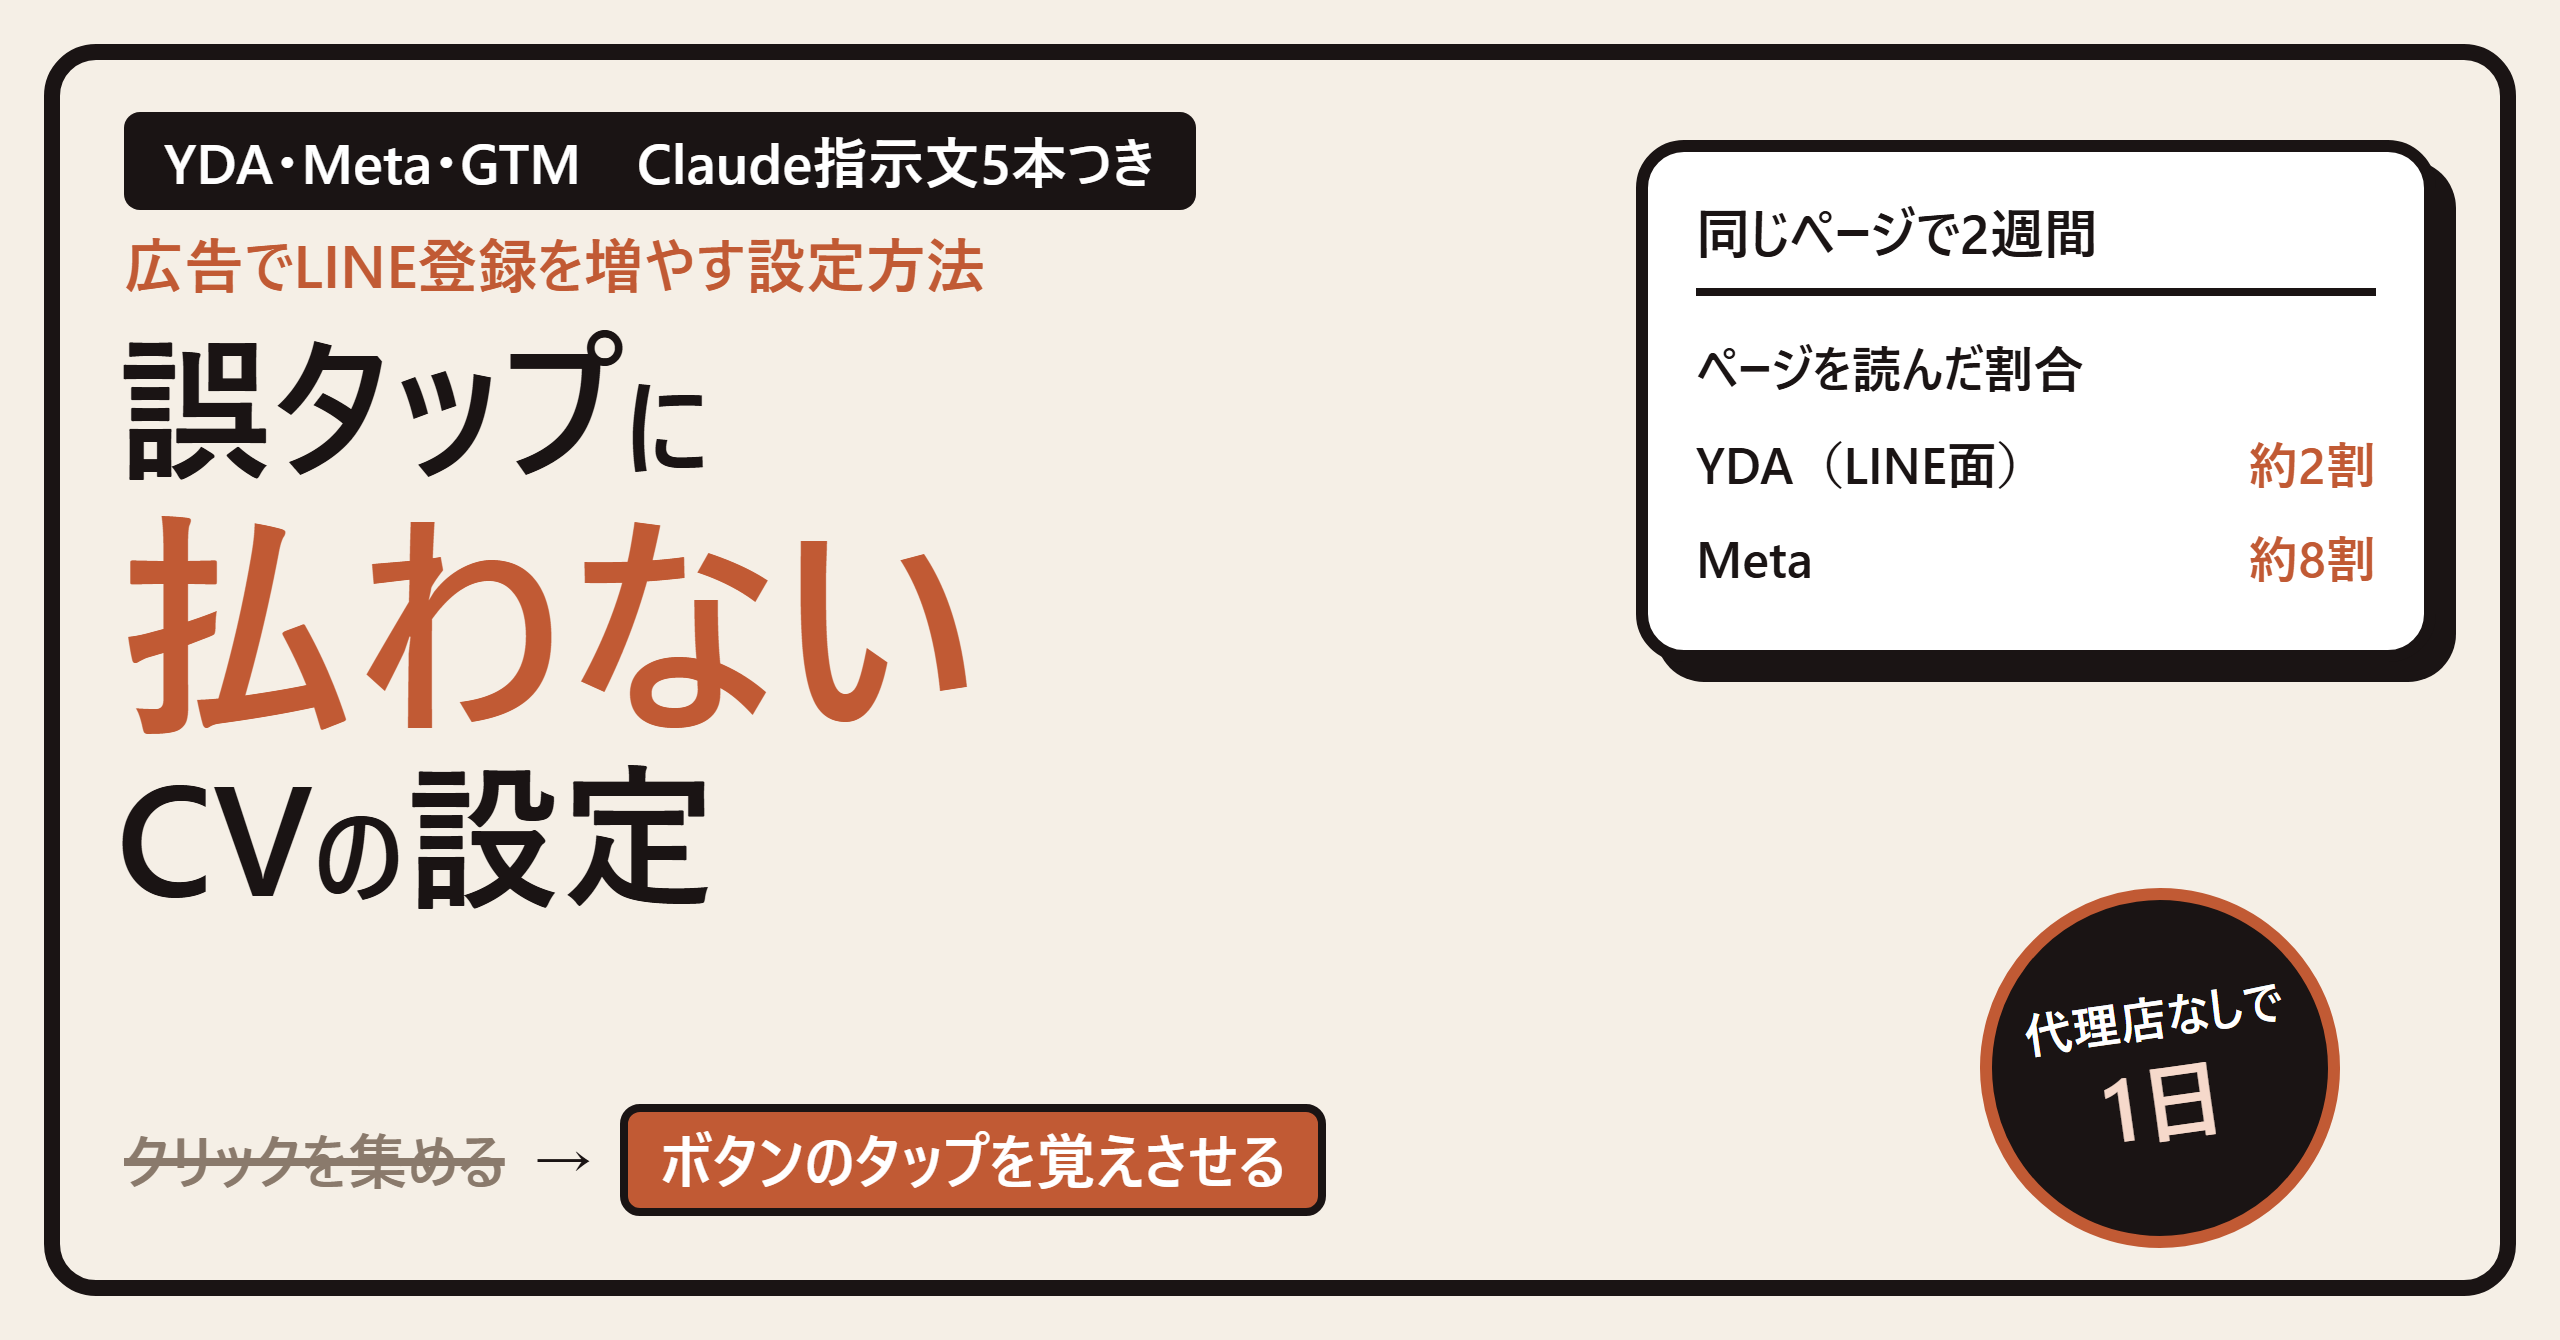 YDA・Meta・GTM　Claude指示文5本つき
広告でLINE登録を増やす設定方法
誤タップに
払わない
CVの設定
クリックを集める → ボタンのタップを覚えさせる
同じページで2週間
ページを読んだ割合
YDA（LINE面） 約2割
Meta 約8割
代理店なしで
1日